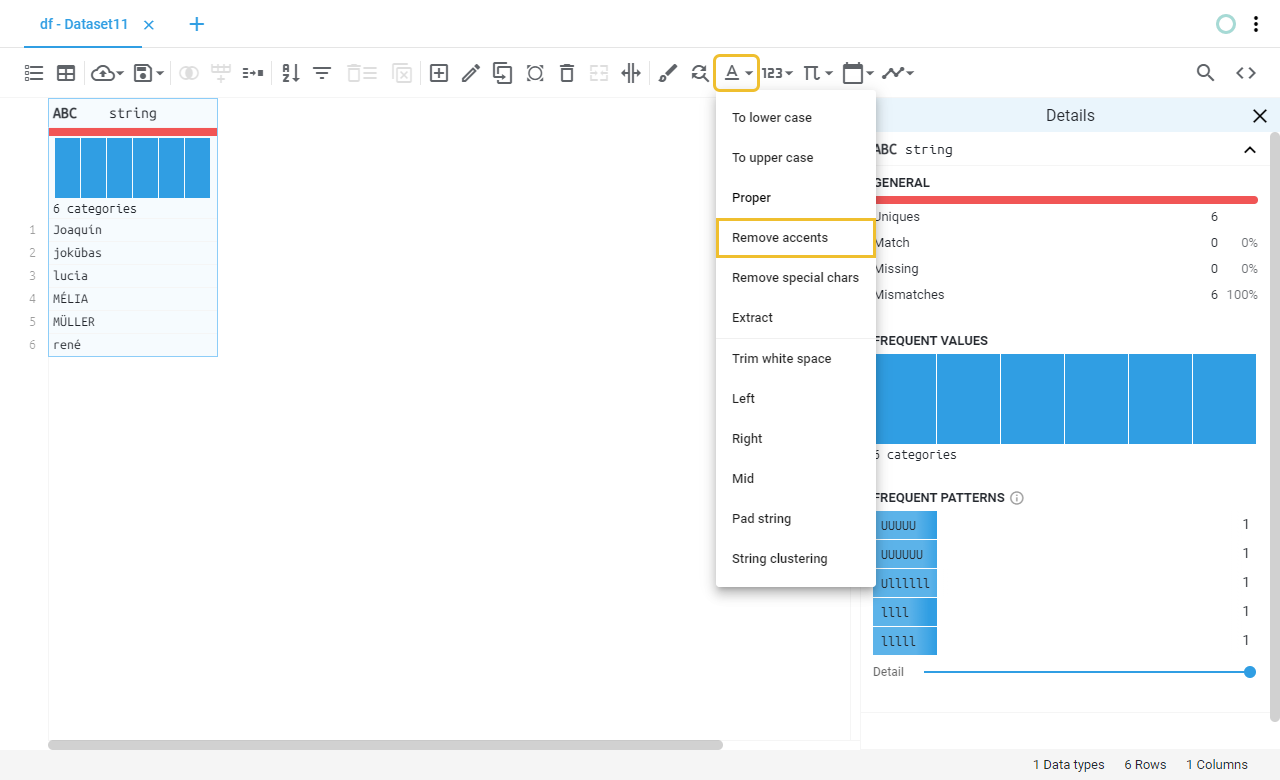 df - Dataset11
123
ABC string
6 categories
1 Joaquín
2 jokūbas
3 lucia
4 MÉLIA
5 MÜLLER
6 rené
To lower case
To upper case
Proper
Remove accents
Remove special chars
Extract
Trim white space
Left
Right
Mid
Pad string
String clustering
Details
ABC string
GENERAL
Uniques 6
Match 0 0%
Missing 0 0%
Mismatches 6 100%
FREQUENT VALUES
6 categories
FREQUENT PATTERNS
UUUUU 1
UUUUUU 1
Ullllll 1
llll 1
lllll 1
Detail
1 Data types 6 Rows 1 Columns